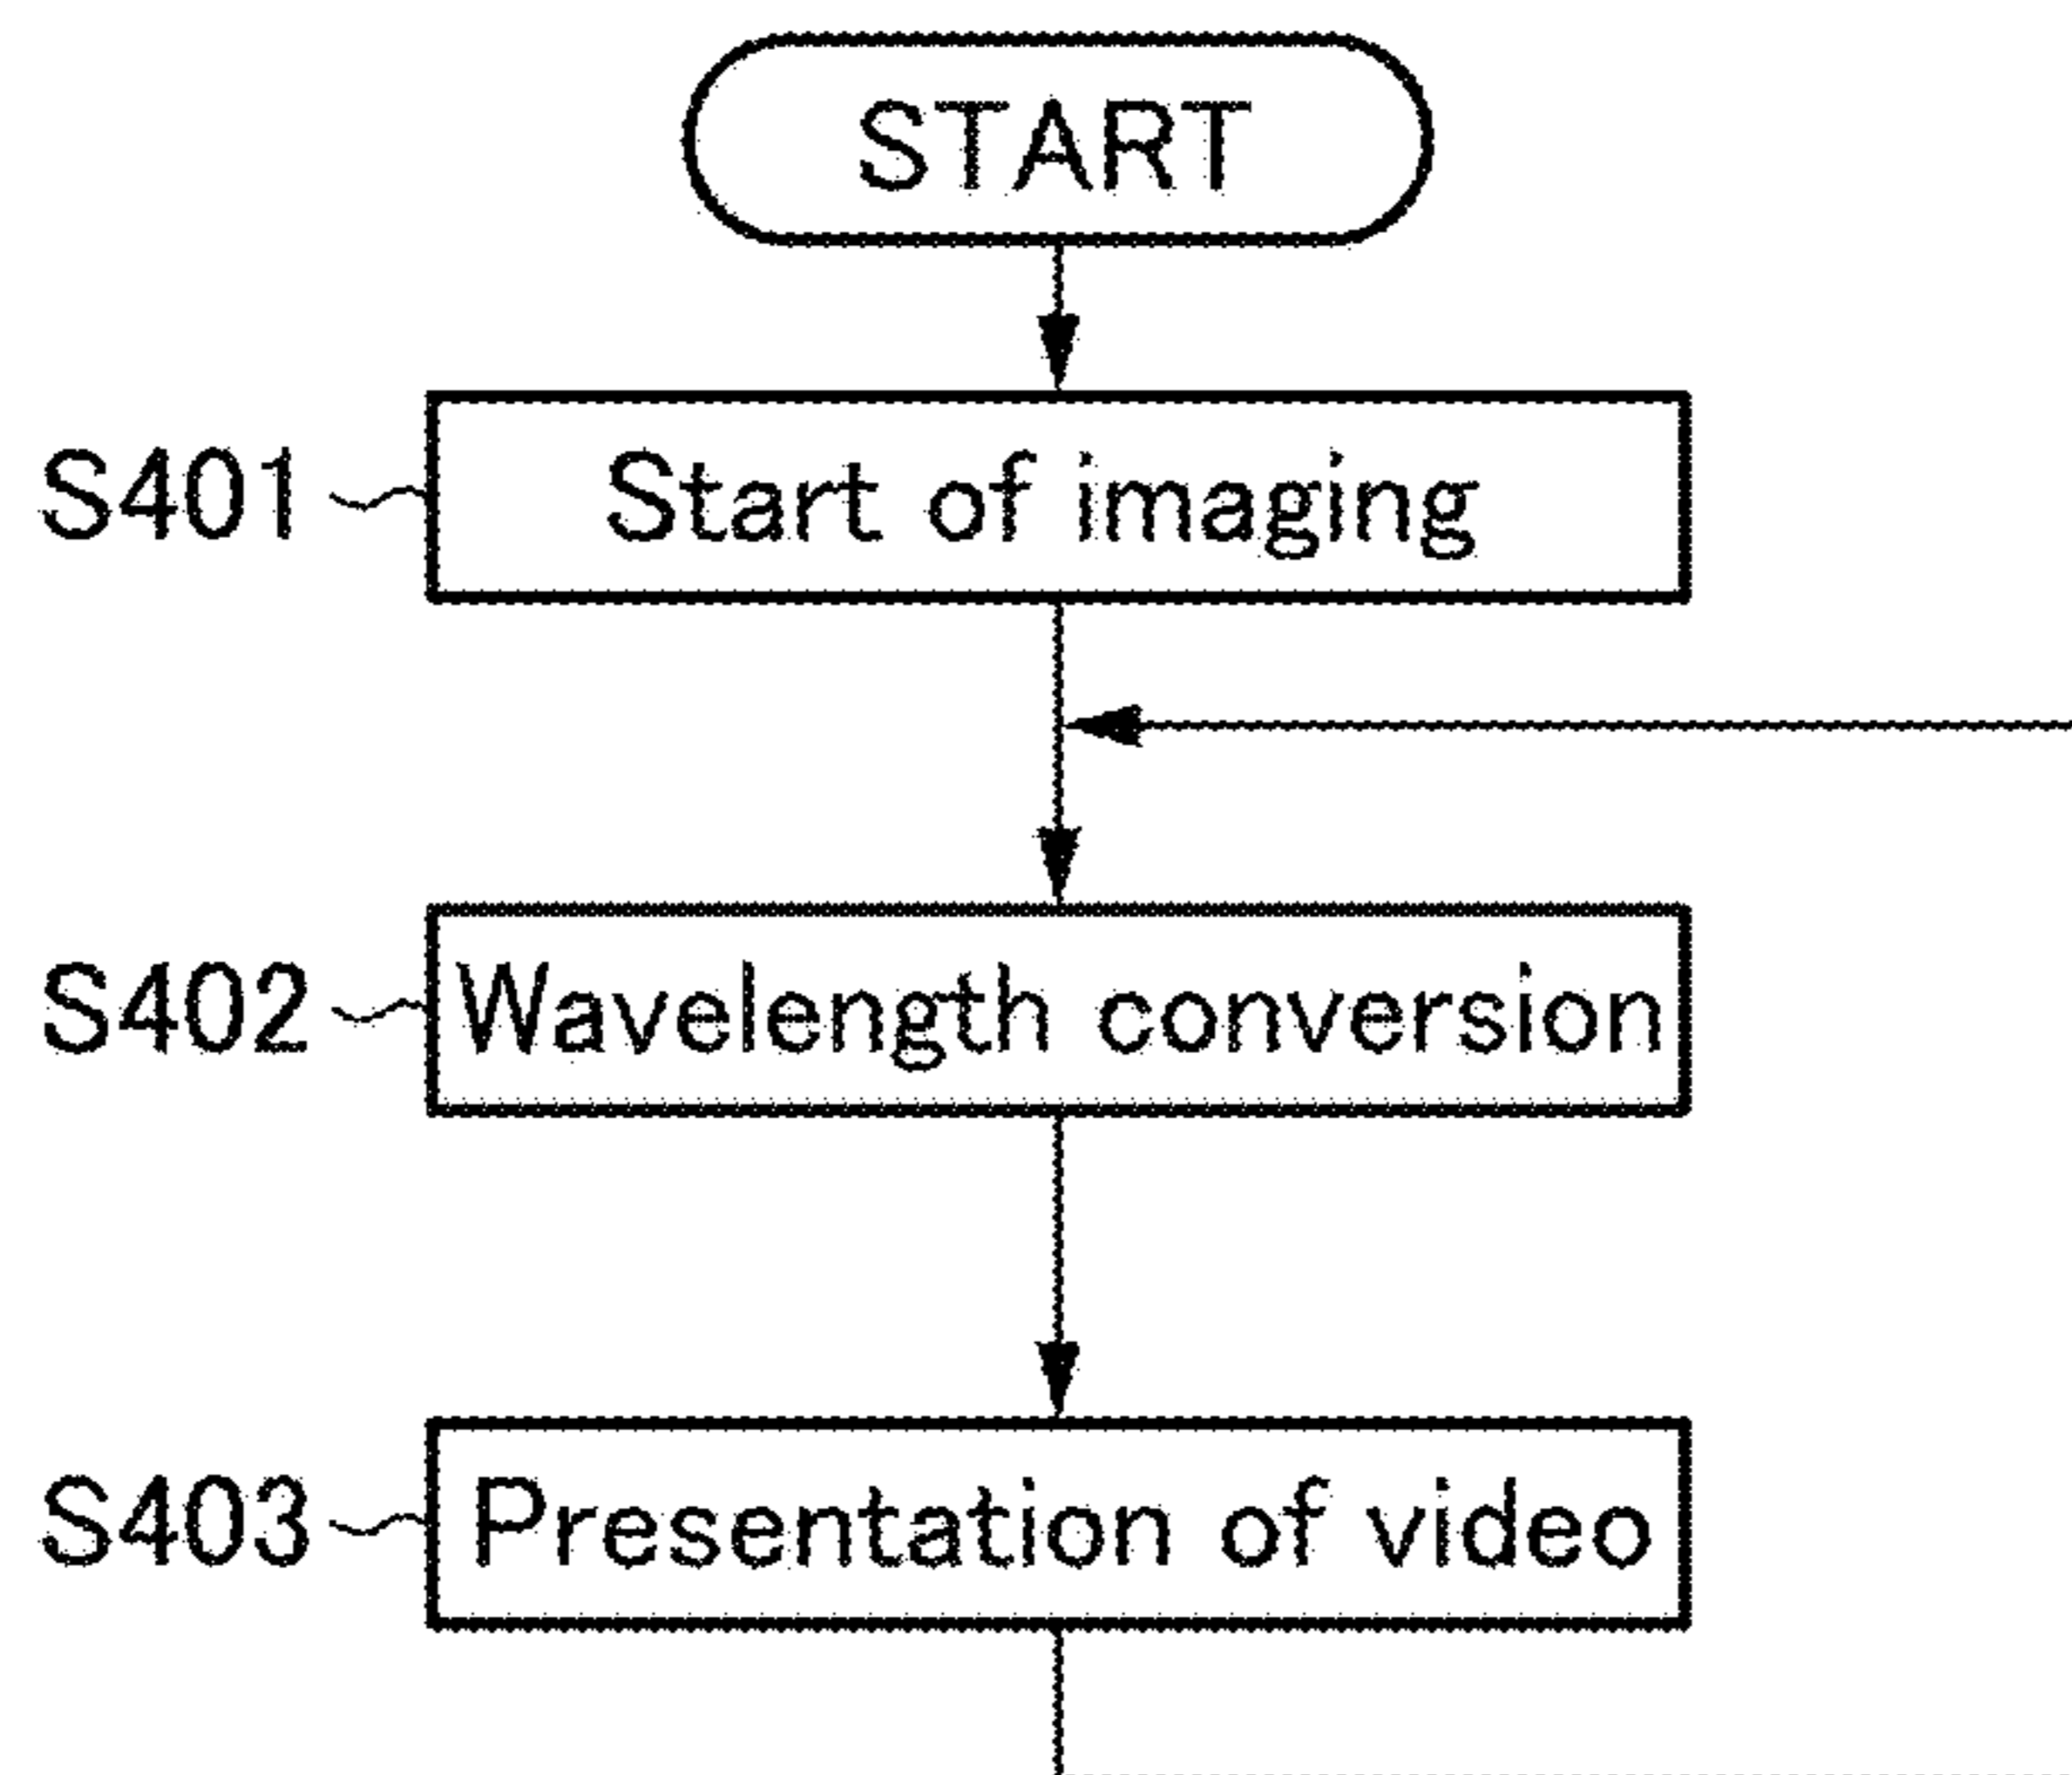 START
S401 Start of imaging
S402 Wavelength conversion
S403 Presentation of video